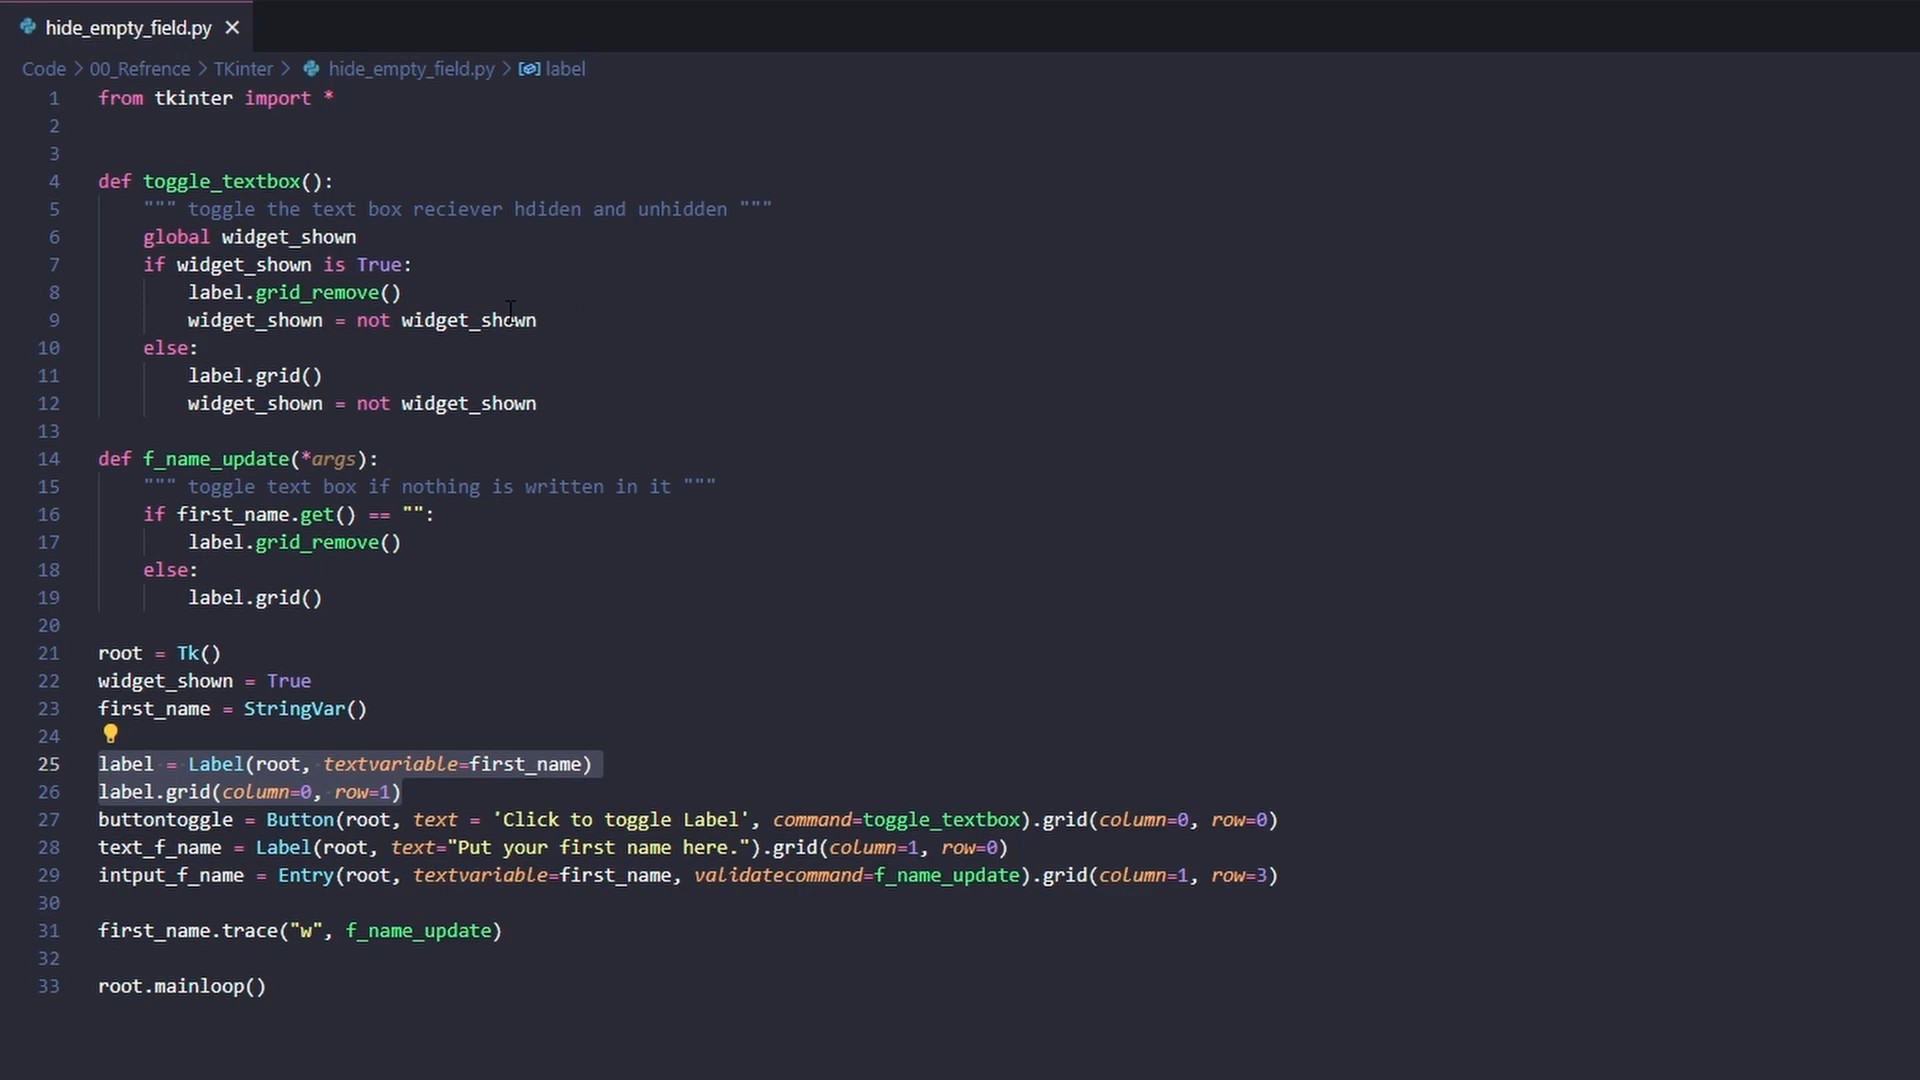 hide_empty_field.py ×
Code > 00_Refrence > TKinter > hide_empty_field.py > label
1 from tkinter import *
2
3
4 def toggle_textbox():
5     """ toggle the text box reciever hdiden and unhidden """
6     global widget_shown
7     if widget_shown is True:
8         label.grid_remove()
9         widget_shown = not widget_shown
10     else:
11         label.grid()
12         widget_shown = not widget_shown
13
14 def f_name_update(*args):
15     """ toggle text box if nothing is written in it """
16     if first_name.get() == "":
17         label.grid_remove()
18     else:
19         label.grid()
20
21 root = Tk()
22 widget_shown = True
23 first_name = StringVar()
24
25 label = Label(root, textvariable=first_name)
26 label.grid(column=0, row=1)
27 buttontoggle = Button(root, text = 'Click to toggle Label', command=toggle_textbox).grid(column=0, row=0)
28 text_f_name = Label(root, text="Put your first name here.").grid(column=1, row=0)
29 intput_f_name = Entry(root, textvariable=first_name, validatecommand=f_name_update).grid(column=1, row=3)
30
31 first_name.trace("w", f_name_update)
32
33 root.mainloop()